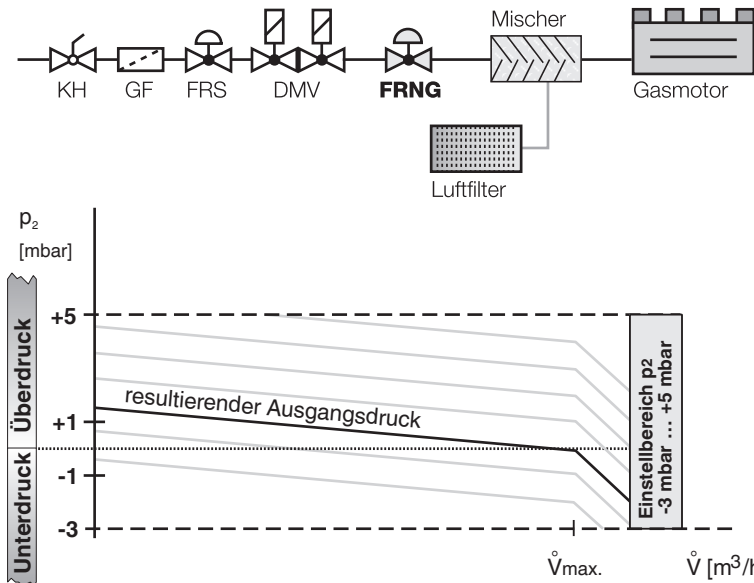 Mischer
KH
GF
FRS
DMV
FRNG
Gasmotor
Luftfilter
p₂
[mbar]
Überdruck
Unterdruck
+5
+1
-1
-3
resultierender Ausgangsdruck
Einstellbereich p2
-3 mbar ... +5 mbar
V̊max.
V̊ [m³/h